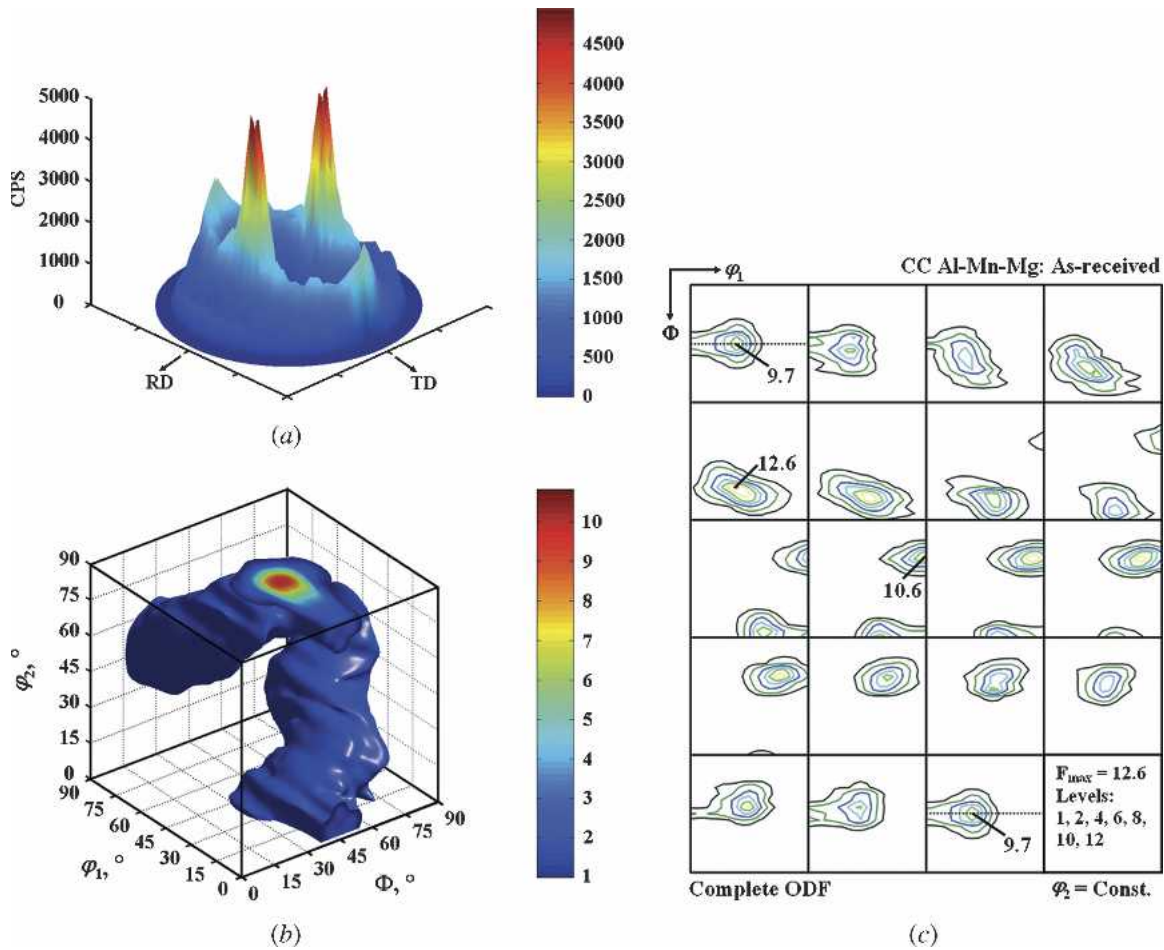 (a)
5000
4000
3000
2000
1000
0
CPS
RD
TD
4500
4000
3500
3000
2500
2000
1500
1000
500
0
(b)
90
75
60
45
30
15
0
φ₂, °
90
75
60
45
30
15
0
φ₁, °
0
15
30
45
60
75
90
Φ, °
10
9
8
7
6
5
4
3
2
1
φ₁
CC Al-Mn-Mg: As-received
Φ
9.7
12.6
10.6
9.7
Fmax = 12.6
Levels:
1, 2, 4, 6, 8,
10, 12
Complete ODF
φ₂ = Const.
(a)
(b)
(c)